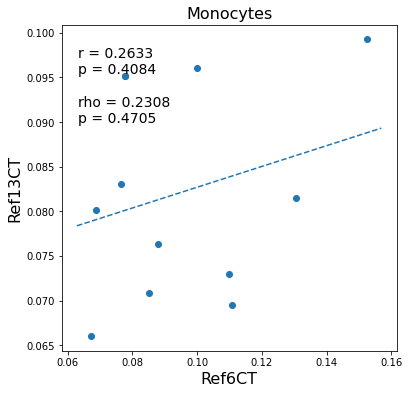 Monocytes
r = 0.2633
p = 0.4084
rho = 0.2308
p = 0.4705
Ref13CT
0.100
0.095
0.090
0.085
0.080
0.075
0.070
0.065
0.06
0.08
0.10
0.12
0.14
0.16
Ref6CT